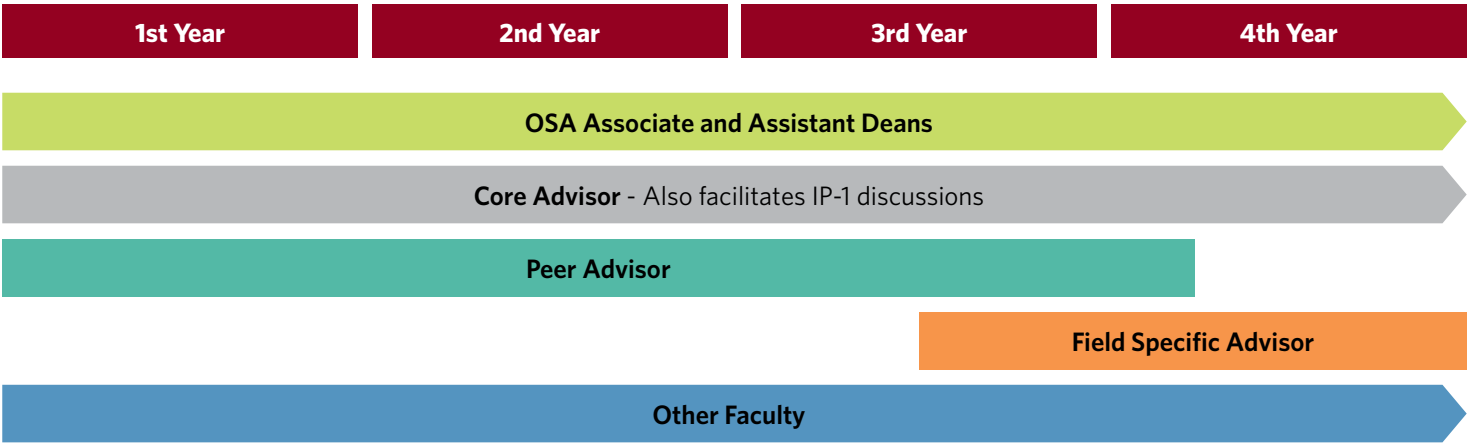 1st Year 2nd Year 3rd Year 4th Year
OSA Associate and Assistant Deans
Core Advisor - Also facilitates IP-1 discussions
Peer Advisor
Field Specific Advisor
Other Faculty